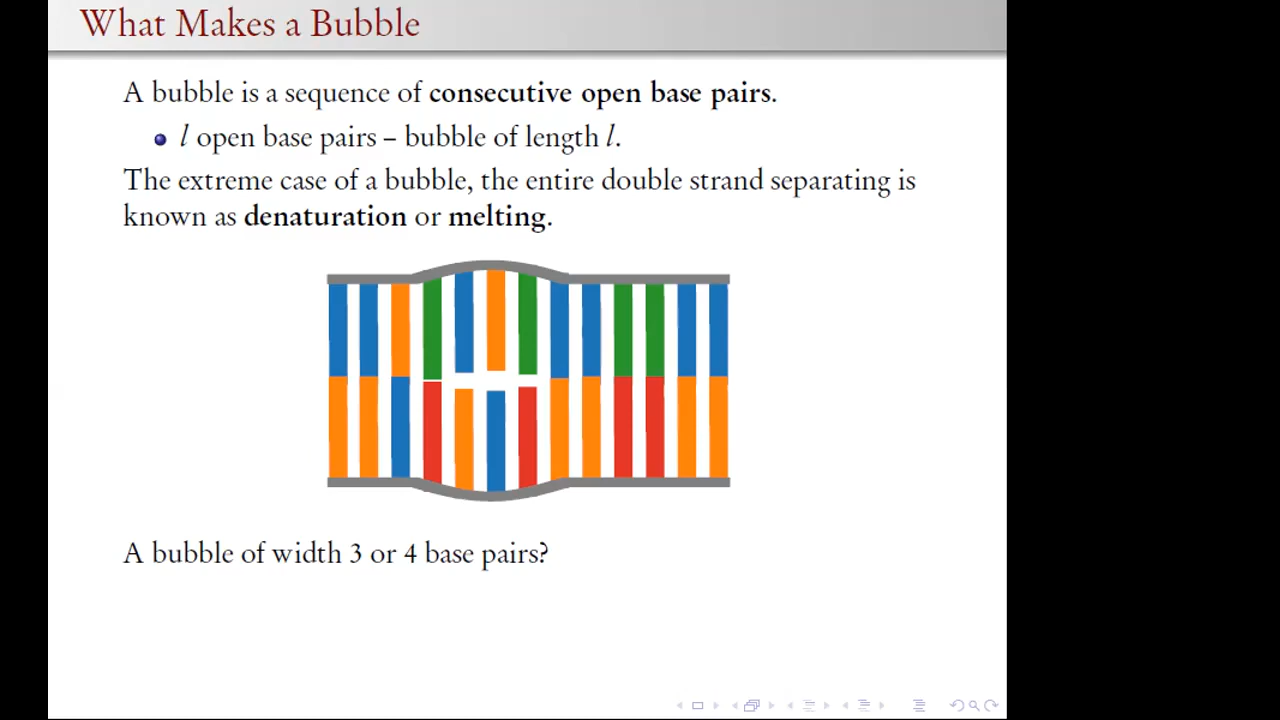 What Makes a Bubble
A bubble is a sequence of consecutive open base pairs.
l open base pairs – bubble of length l.
The extreme case of a bubble, the entire double strand separating is
known as denaturation or melting.
A bubble of width 3 or 4 base pairs?